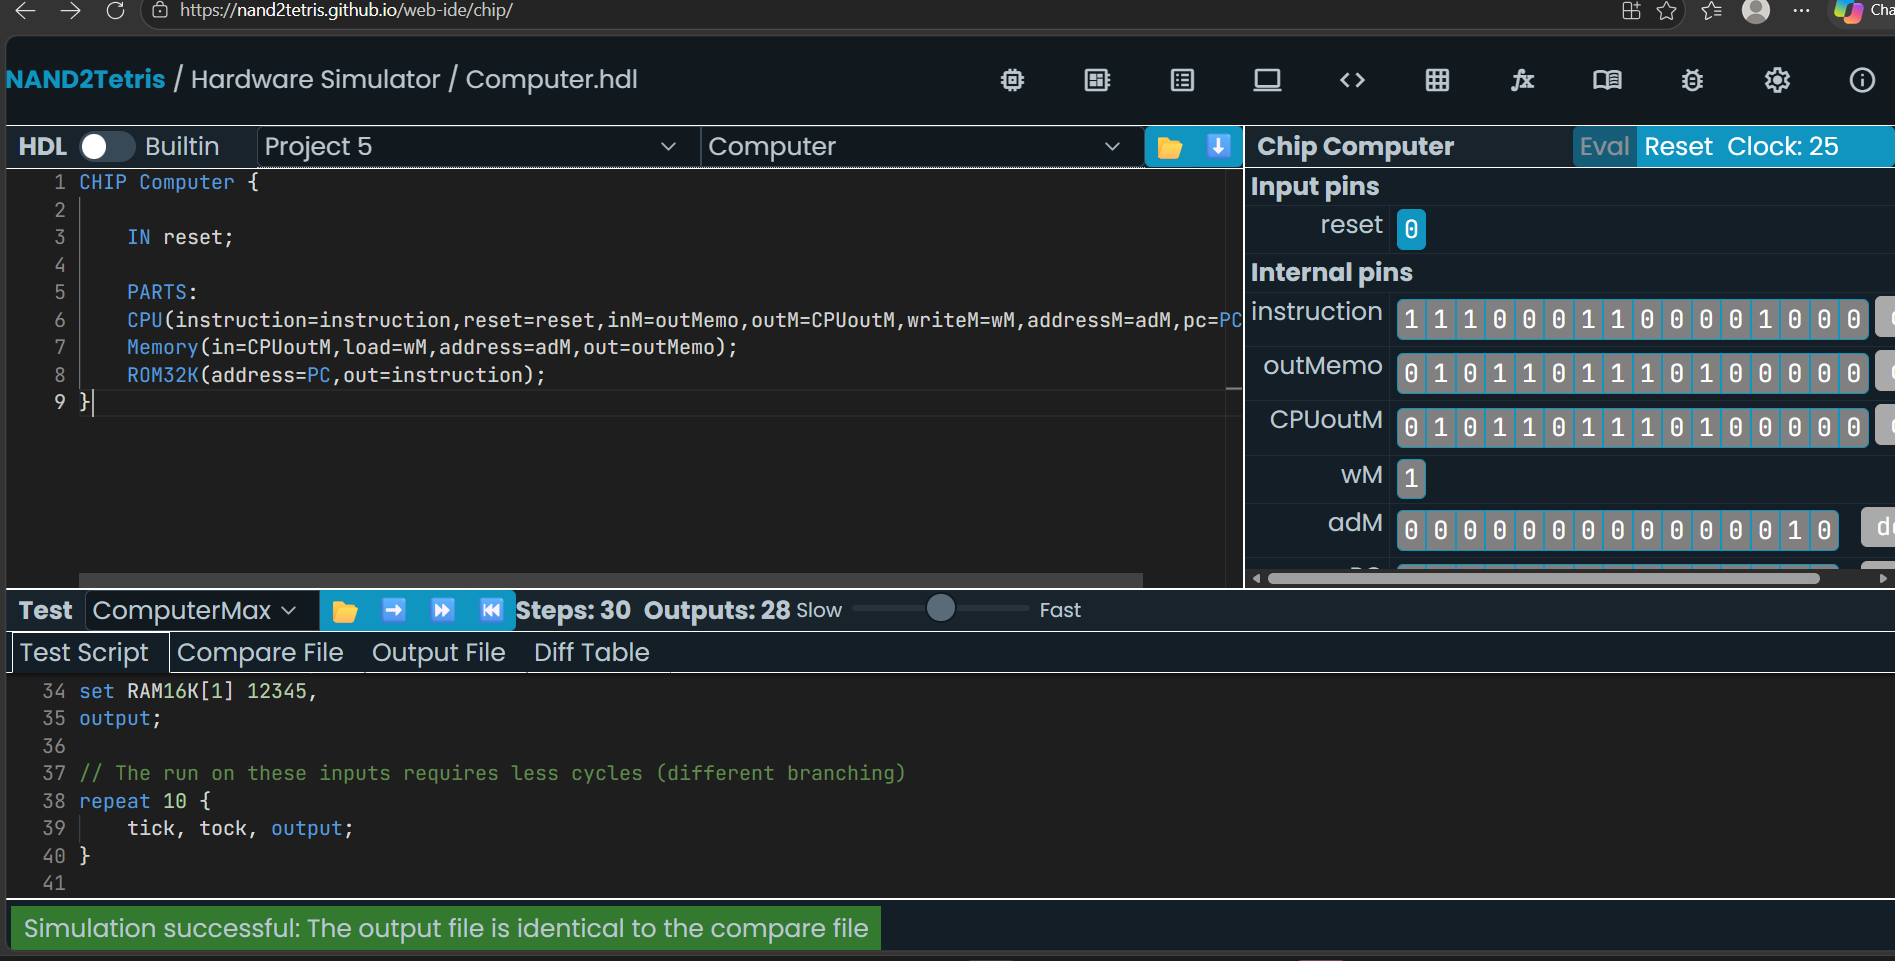 https://nand2tetris.github.io/web-ide/chip/
NAND2Tetris / Hardware Simulator / Computer.hdl
HDL Builtin Project 5 Computer
1 CHIP Computer {
2
3 IN reset;
4
5 PARTS:
6 CPU(instruction=instruction,reset=reset,inM=outMemo,outM=CPUoutM,writeM=wM,addressM=adM,pc=PC
7 Memory(in=CPUoutM,load=wM,address=adM,out=outMemo);
8 ROM32K(address=PC,out=instruction);
9 }
Chip Computer Eval Reset Clock: 25
Input pins
reset 0
Internal pins
instruction 1 1 1 0 0 0 1 1 0 0 0 0 1 0 0 0
outMemo 0 1 0 1 1 0 1 1 1 0 1 0 0 0 0 0
CPUoutM 0 1 0 1 1 0 1 1 1 0 1 0 0 0 0 0
wM 1
adM 0 0 0 0 0 0 0 0 0 0 0 0 0 1 0
Test ComputerMax Steps: 30 Outputs: 28 Slow Fast
Test Script Compare File Output File Diff Table
34 set RAM16K[1] 12345,
35 output;
36
37 // The run on these inputs requires less cycles (different branching)
38 repeat 10 {
39 tick, tock, output;
40 }
41
Simulation successful: The output file is identical to the compare file